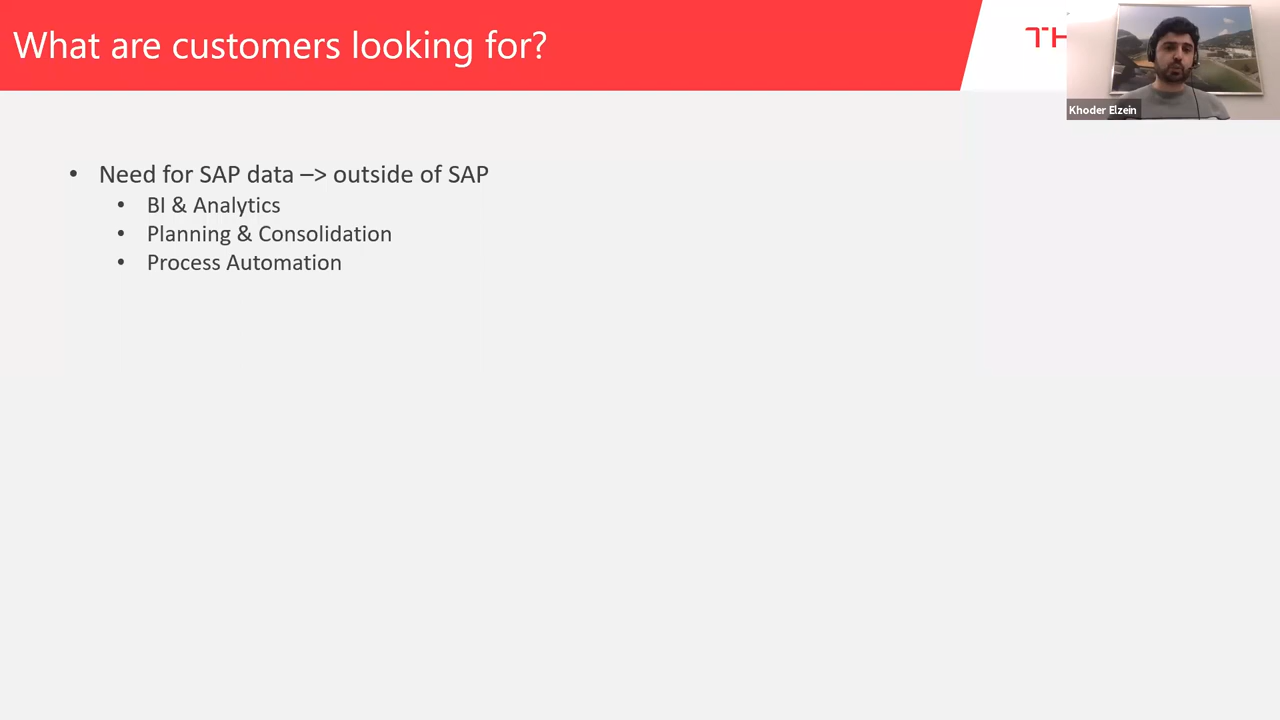 What are customers looking for?
TH
Khoder Elzein
• Need for SAP data –> outside of SAP
• BI & Analytics
• Planning & Consolidation
• Process Automation